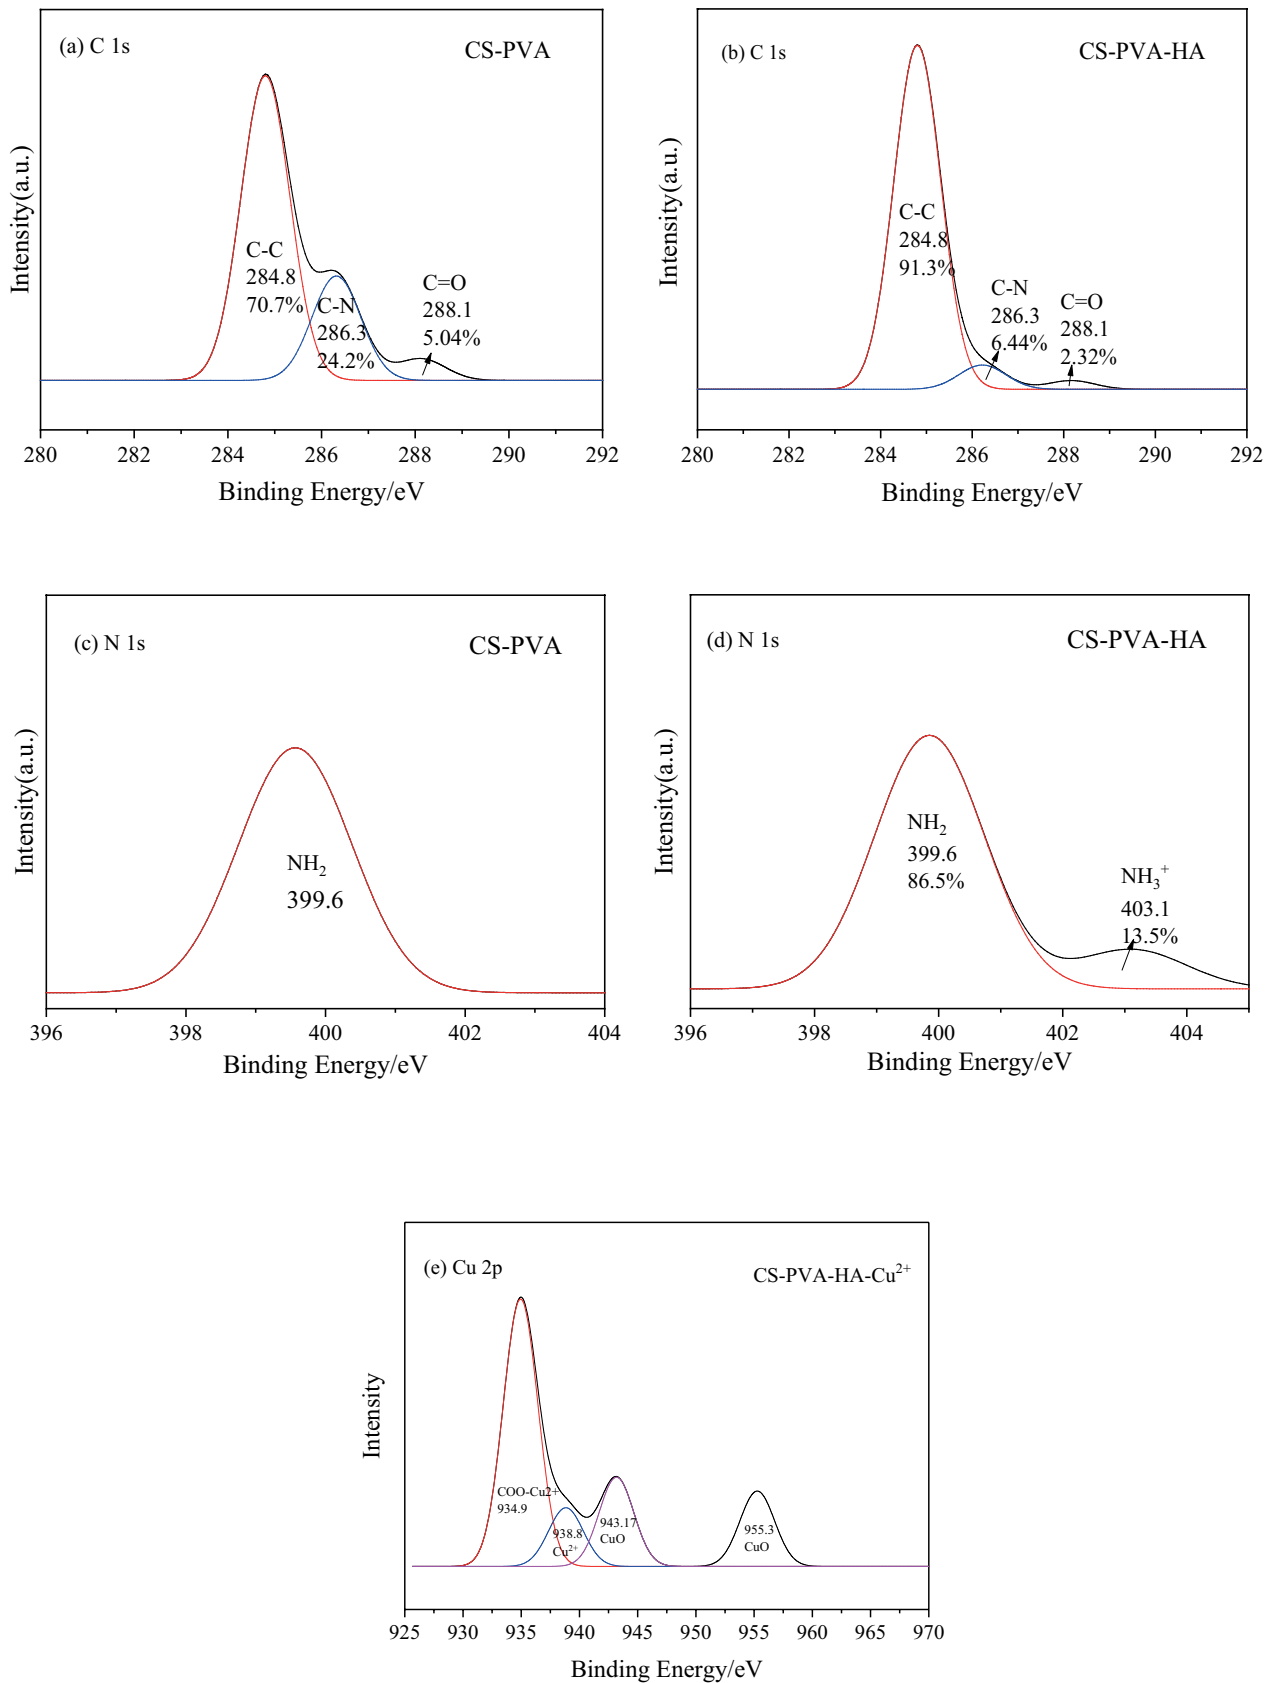 (a) C 1s
CS-PVA
Intensity(a.u.)
C-C
284.8
70.7%
C-N
286.3
24.2%
C=O
288.1
5.04%
280 282 284 286 288 290 292
Binding Energy/eV
(b) C 1s
CS-PVA-HA
Intensity(a.u.)
C-C
284.8
91.3%
C-N
286.3
6.44%
C=O
288.1
2.32%
280 282 284 286 288 290 292
Binding Energy/eV
(c) N 1s
CS-PVA
Intensity(a.u.)
NH₂
399.6
396 398 400 402 404
Binding Energy/eV
(d) N 1s
CS-PVA-HA
Intensity(a.u.)
NH₂
399.6
86.5%
NH₃⁺
403.1
13.5%
396 398 400 402 404
Binding Energy/eV
(e) Cu 2p
CS-PVA-HA-Cu²⁺
Intensity
COO-Cu2+
934.9
938.8
Cu²⁺
943.17
CuO
955.3
CuO
925 930 935 940 945 950 955 960 965 970
Binding Energy/eV